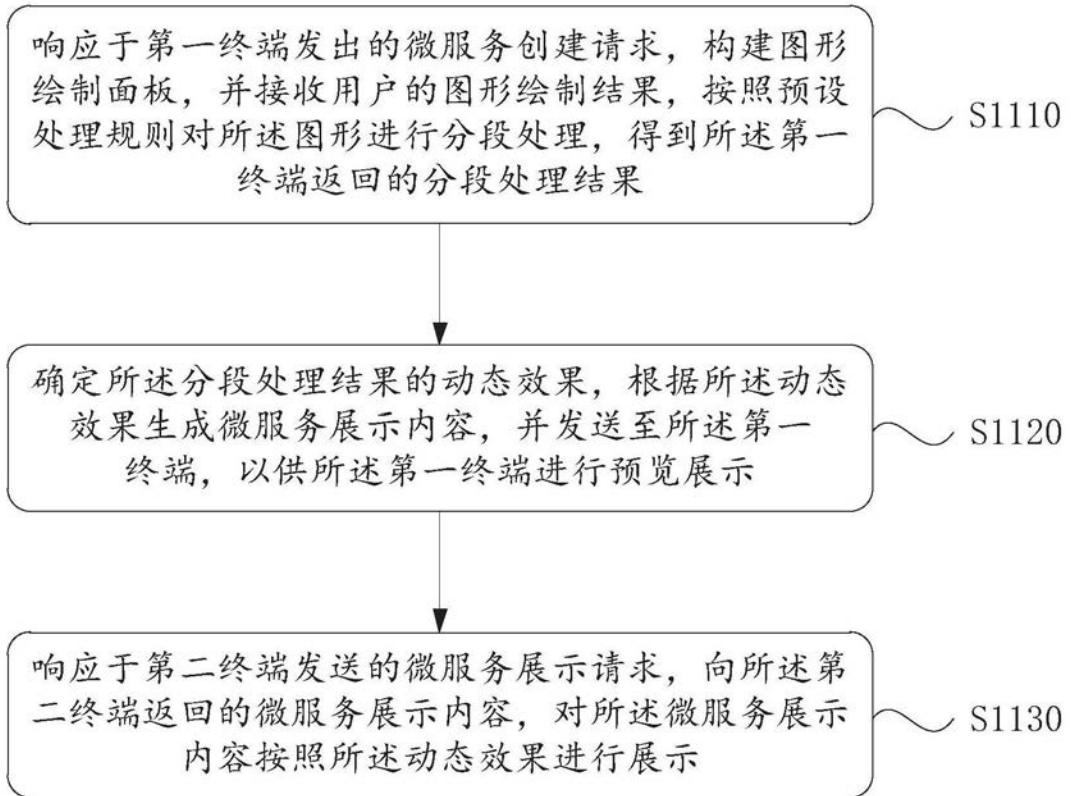 响应于第一终端发出的微服务创建请求，构建图形
绘制面板，并接收用户的图形绘制结果，按照预设
处理规则对所述图形进行分段处理，得到所述第一
终端返回的分段处理结果
S1110
确定所述分段处理结果的动态效果，根据所述动态
效果生成微服务展示内容，并发送至所述第一
终端，以供所述第一终端进行预览展示
S1120
响应于第二终端发送的微服务展示请求，向所述第
二终端返回的微服务展示内容，对所述微服务展示
内容按照所述动态效果进行展示
S1130